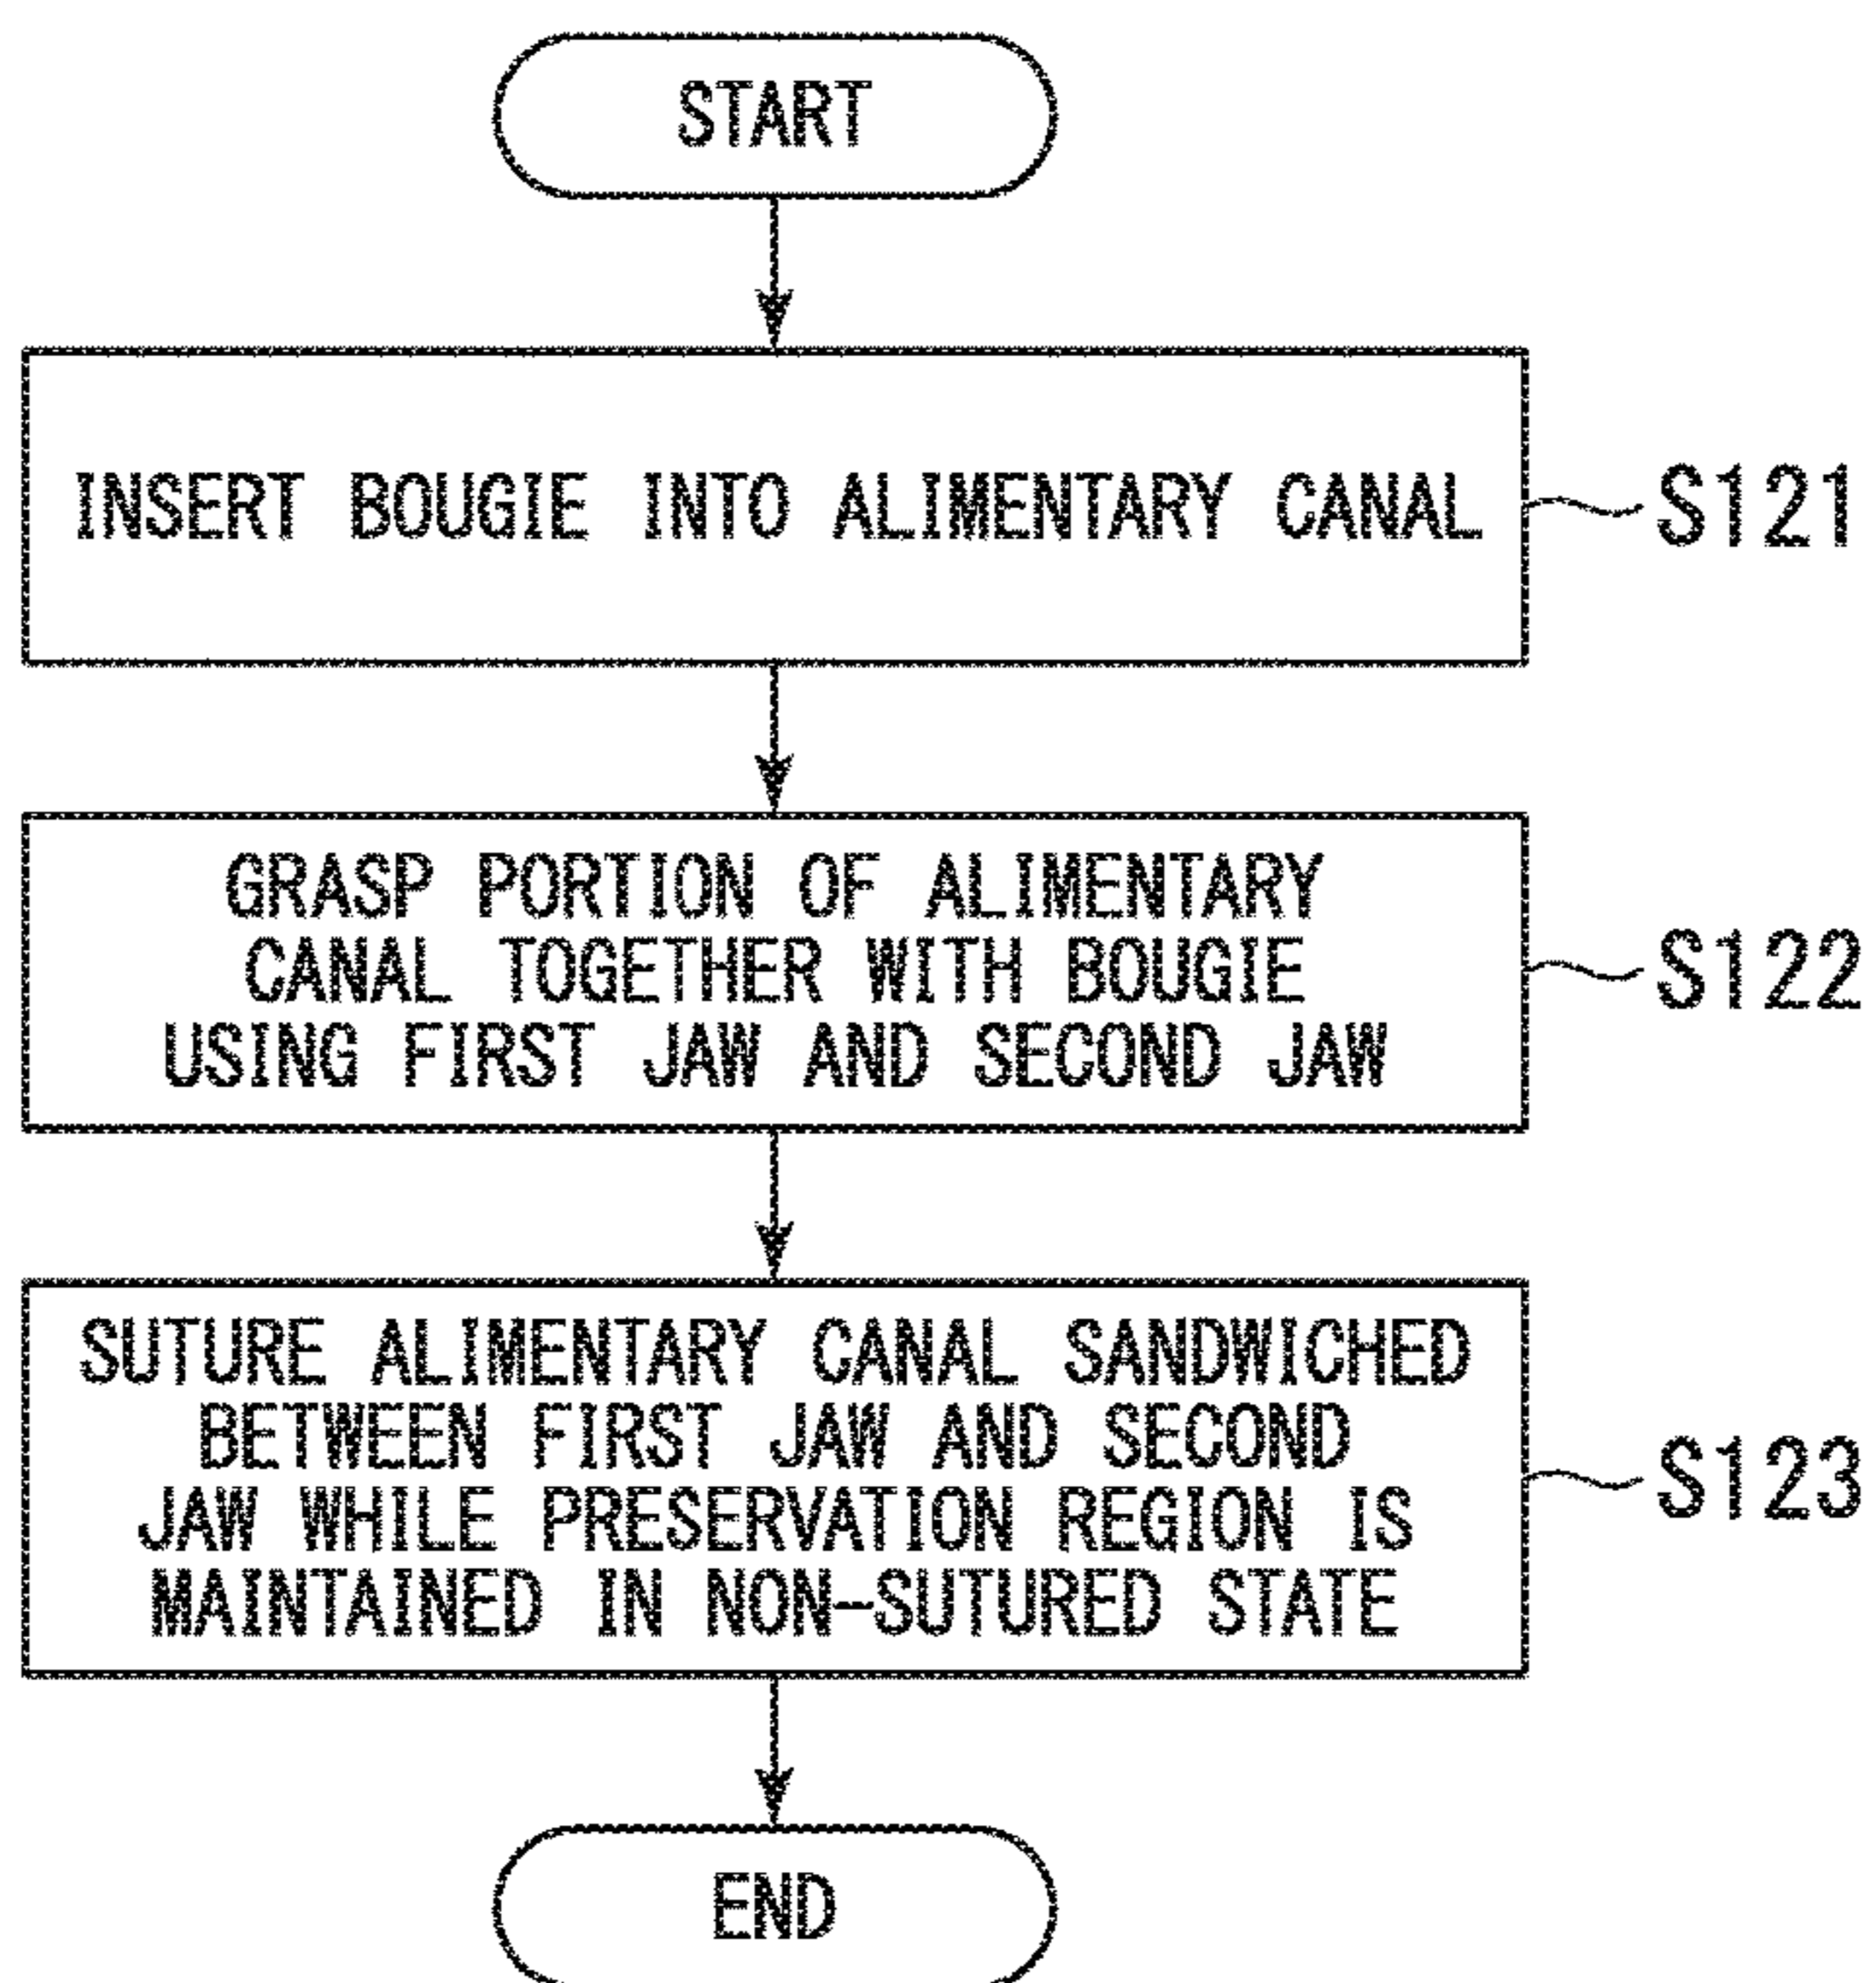 START
INSERT BOUGIE INTO ALIMENTARY CANAL
S121
GRASP PORTION OF ALIMENTARY
CANAL TOGETHER WITH BOUGIE
USING FIRST JAW AND SECOND JAW
S122
SUTURE ALIMENTARY CANAL SANDWICHED
BETWEEN FIRST JAW AND SECOND
JAW WHILE PRESERVATION REGION IS
MAINTAINED IN NON-SUTURED STATE
S123
END